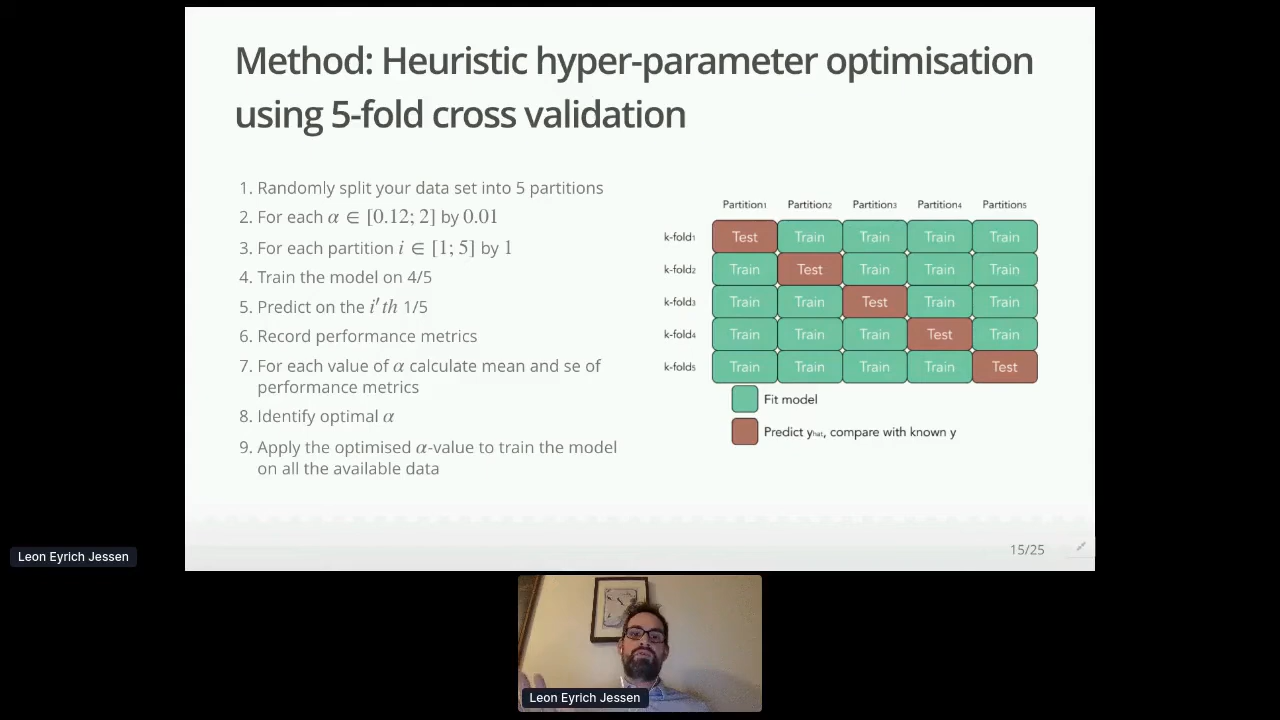 Method: Heuristic hyper-parameter optimisation
using 5-fold cross validation
1. Randomly split your data set into 5 partitions
2. For each α ∈ [0.12; 2] by 0.01
3. For each partition i ∈ [1; 5] by 1
4. Train the model on 4/5
5. Predict on the i′th 1/5
6. Record performance metrics
7. For each value of α calculate mean and se of
performance metrics
8. Identify optimal α
9. Apply the optimised α-value to train the model
on all the available data
Partition1 Partition2 Partition3 Partition4 Partition5
k-fold1 Test Train Train Train Train
k-fold2 Train Test Train Train Train
k-fold3 Train Train Test Train Train
k-fold4 Train Train Train Test Train
k-fold5 Train Train Train Train Test
Fit model
Predict yhat, compare with known y
15/25
Leon Eyrich Jessen
Leon Eyrich Jessen